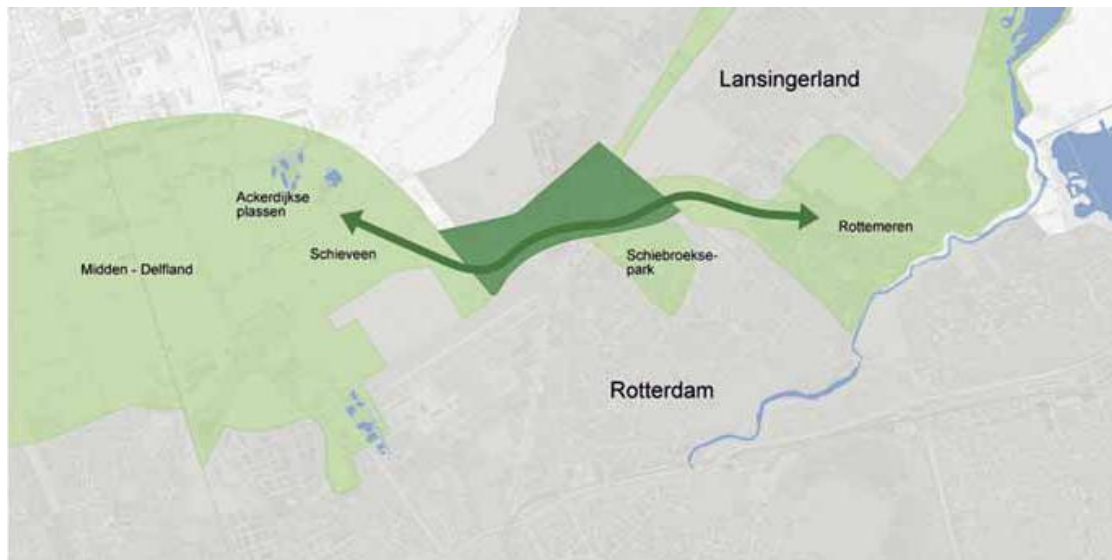 Lansingerland
Ackerdijkse
plassen
Schieveen
Midden - Delfland
Schiebroekse-
park
Rottemeren
Rotterdam